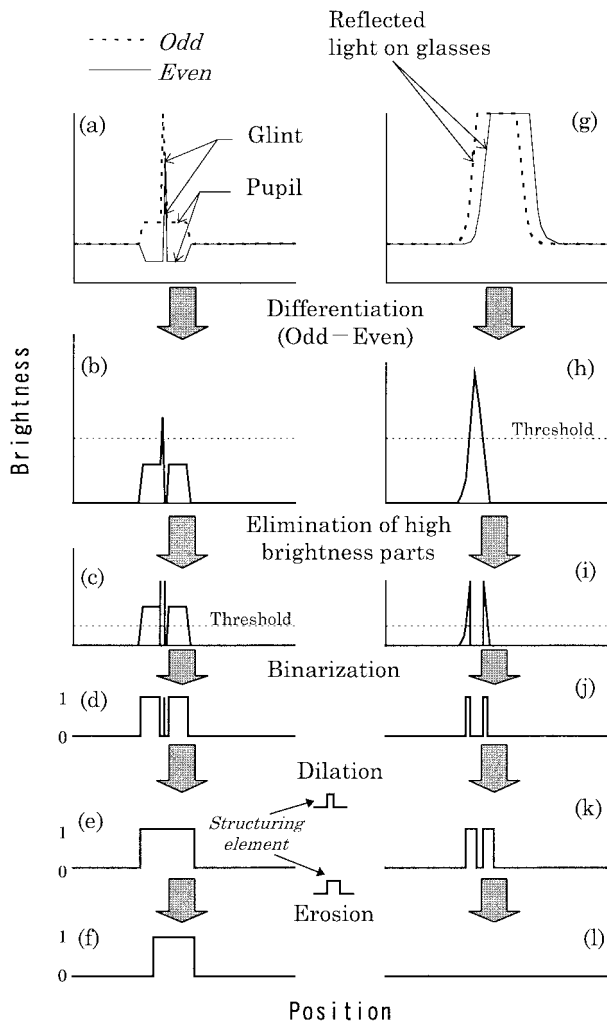 Odd
Even
Reflected
light on glasses
(a)
Glint
Pupil
(g)
Differentiation
(Odd－Even)
(b)
(h)
Threshold
Brightness
Elimination of high
brightness parts
(c)
Threshold
(i)
Binarization
1
0
(d)
(j)
Dilation
1
0
(e)
Structuring
element
(k)
Erosion
1
0
(f)
(l)
Position